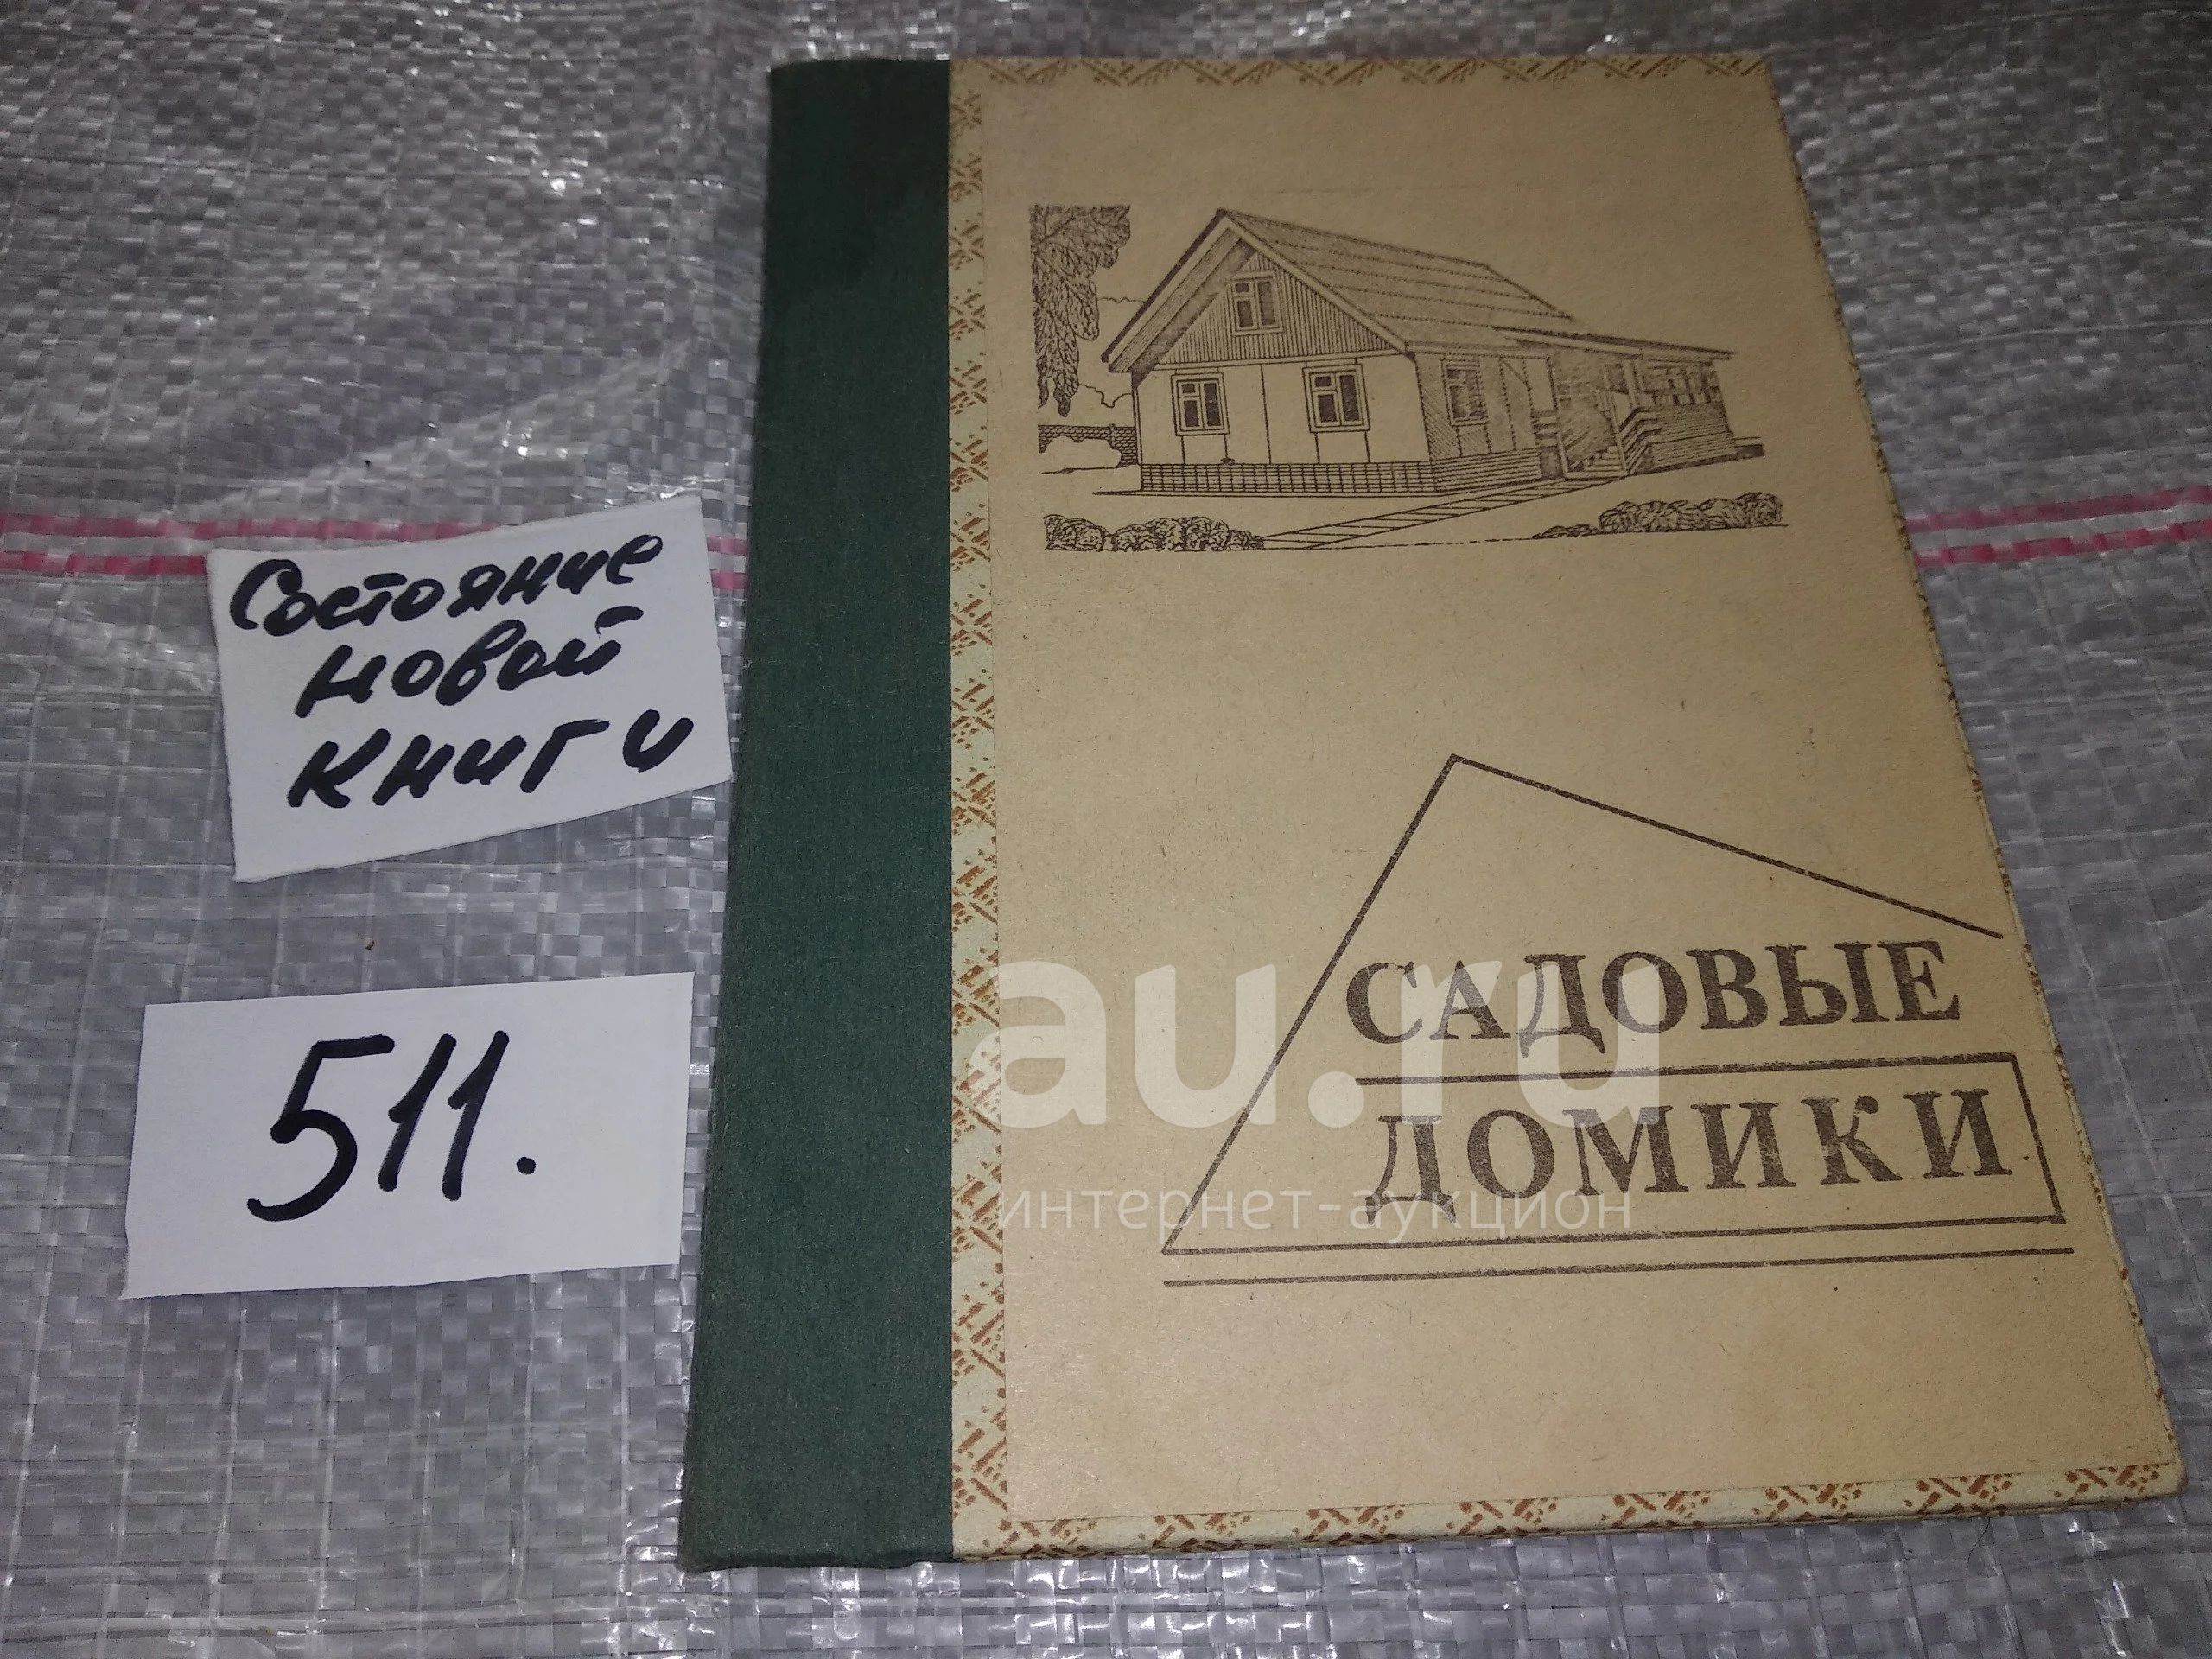 Состояние
новой
книги
511.
САДОВЫЕ
ДОМИКИ
au.ru
интернет-аукцион